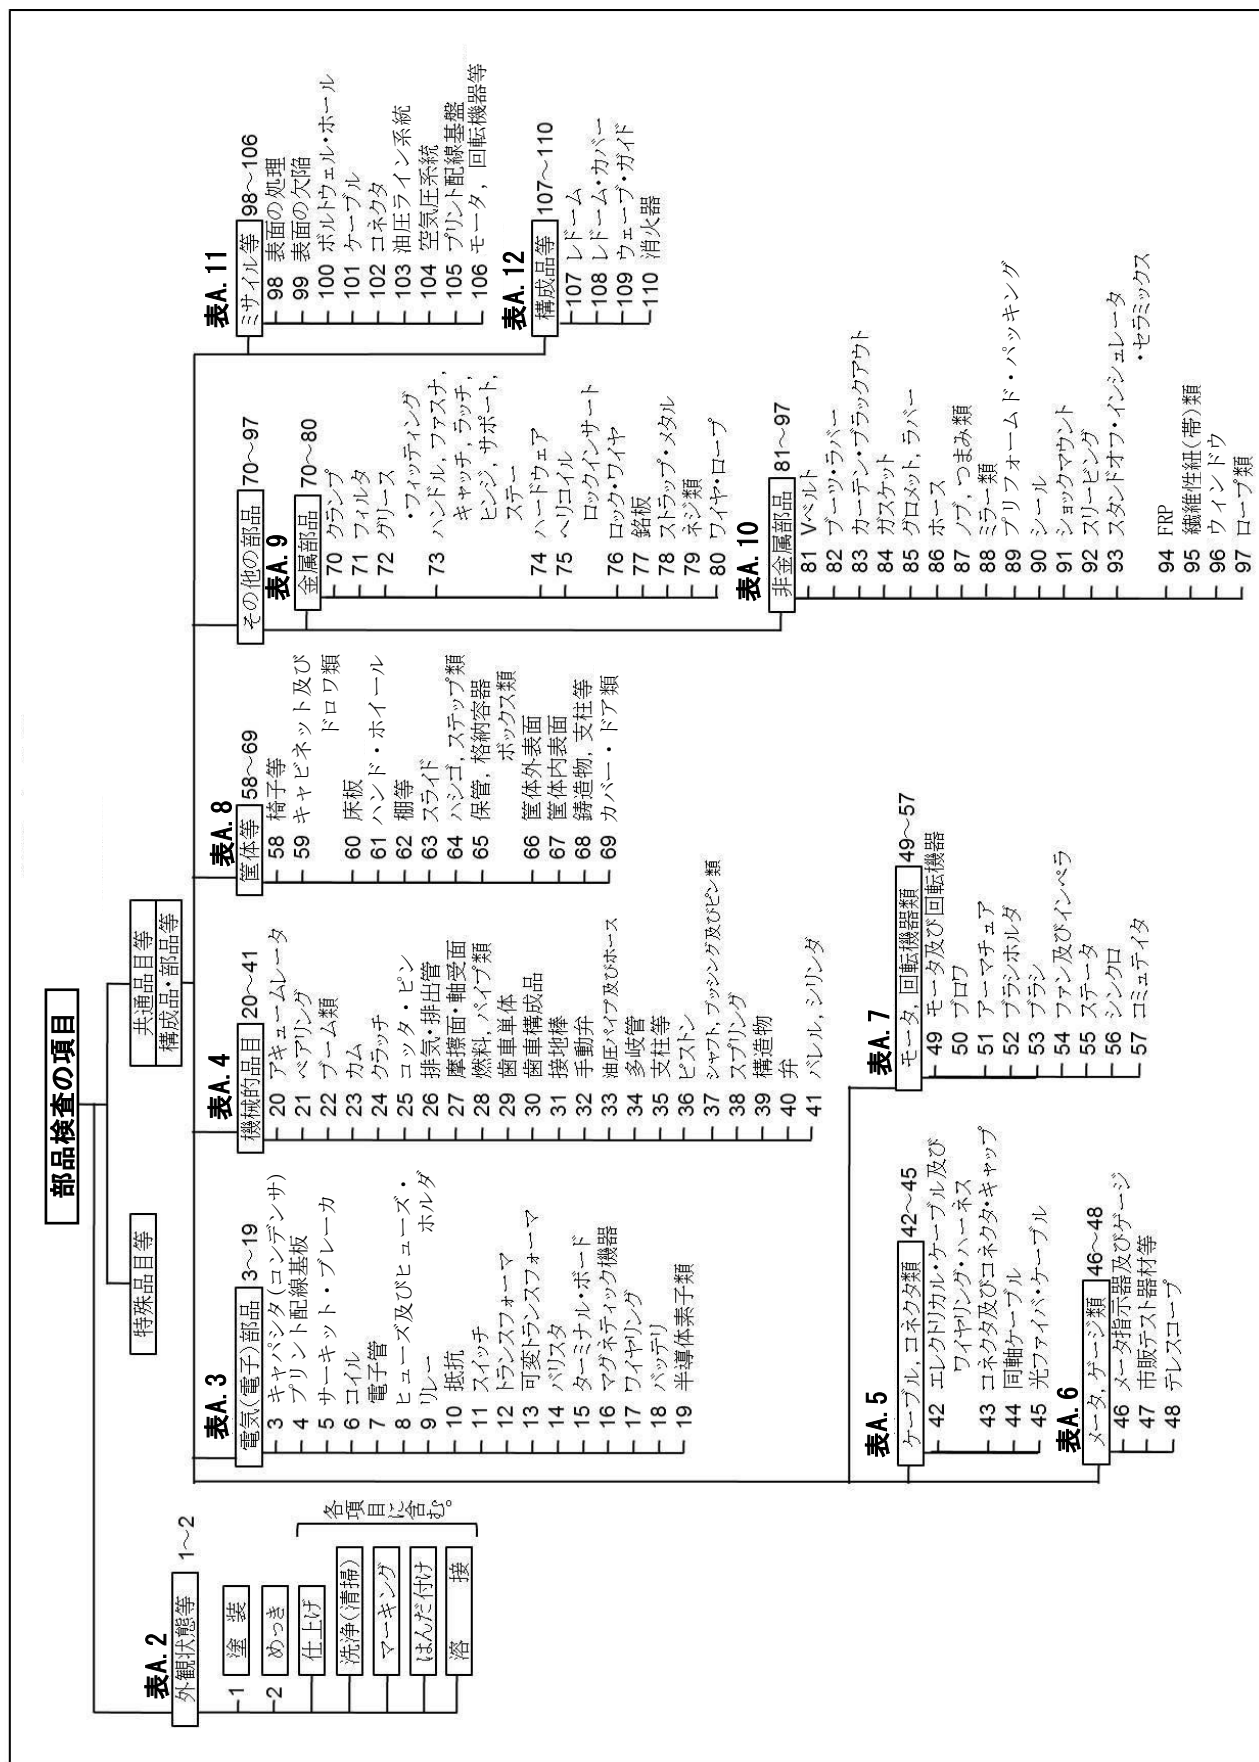 部品検査の項目
特殊品目等
共通品目等
構成品・部品等
表A.2
外観状態等 1～2
1 塗装
2 めっき
仕上げ
洗浄(清掃)
マーキング
はんだ付け
溶接
各項目に含む。
表A.3
電気(電子)部品 3～19
3 キャパシタ(コンデンサ)
4 プリント配線基板
5 サーキット・ブレーカ
6 コイル
7 電子管
8 ヒューズ及びヒューズ・
ホルダ
9 リレー
10 抵抗
11 スイッチ
12 トランスフォーマ
13 可変トランスフォーマ
14 バリスタ
15 ターミナル・ボード
16 マグネティック機器
17 ワイヤリング
18 バッテリ
19 半導体素子類
表A.4
機械的品目 20～41
20 アキュームレータ
21 ベアリング
22 ブーム類
23 カム
24 クラッチ
25 コッタ・ピン
26 排気・排出管
27 摩擦面・軸受面
28 燃料, パイプ類
29 歯車単体
30 歯車構成品
31 接地棒
32 手動弁
33 油圧パイプ及びホース
34 多岐管
35 支柱等
36 ピストン
37 シャフト, ブッシング及びピン類
38 スプリング
39 構造物
40 弁
41 バレル, シリンダ
表A.8
筐体等 58～69
58 椅子等
59 キャビネット及び
ドロワ類
60 床板
61 ハンド・ホイール
62 棚等
63 スライド
64 ハシゴ, ステップ類
65 保管, 格納容器
ボックス類
66 筐体外表面
67 筐体内表面
68 鋳造物, 支柱等
69 カバー・ドア類
その他の部品 70～97
表A.9
金属部品 70～80
70 クランプ
71 フィルタ
72 グリース
・フィッティング
73 ハンドル, ファスナ,
キャッチ, ラッチ,
ヒンジ, サポート,
ステー
74 ハードウェア
75 ヘリコイル
ロックインサート
76 ロック・ワイヤ
77 銘板
78 ストラップ・メタル
79 ネジ類
80 ワイヤ・ロープ
表A.10
非金属部品 81～97
81 Vベルト
82 ブーツ・ラバー
83 カーテン・ブラックアウト
84 ガスケット
85 グロメット, ラバー
86 ホース
87 ノブ, つまみ類
88 ミラー類
89 プリフォームド・パッキング
90 シール
91 ショックマウント
92 スリービング
93 スタンドオフ・インシュレータ
・セラミックス
94 FRP
95 繊維性紐(帯)類
96 ウィンドウ
97 ロープ類
表A.11
ミサイル等 98～106
98 表面の処理
99 表面の欠陥
100 ボルトウェル・ホール
101 ケーブル
102 コネクタ
103 油圧ライン系統
104 空気圧系統
105 プリント配線基盤
106 モータ, 回転機器等
表A.12
構成品等 107～110
107 レドーム
108 レドーム・カバー
109 ウェーブ・ガイド
110 消火器
表A.5
ケーブル, コネクタ類 42～45
42 エレクトリカル・ケーブル及び
ワイヤリング・ハーネス
43 コネクタ及びコネクタ・キャップ
44 同軸ケーブル
45 光ファイバ・ケーブル
表A.6
メータ, ゲージ類 46～48
46 メータ指示器及びゲージ
47 市販テスト器材等
48 テレスコープ
表A.7
モータ, 回転機器類 49～57
49 モータ及び回転機器
50 ブロワ
51 アーマチュア
52 ブラシホルダ
53 ブラシ
54 ファン及びインペラ
55 ステータ
56 シンクロ
57 コミュテイタ